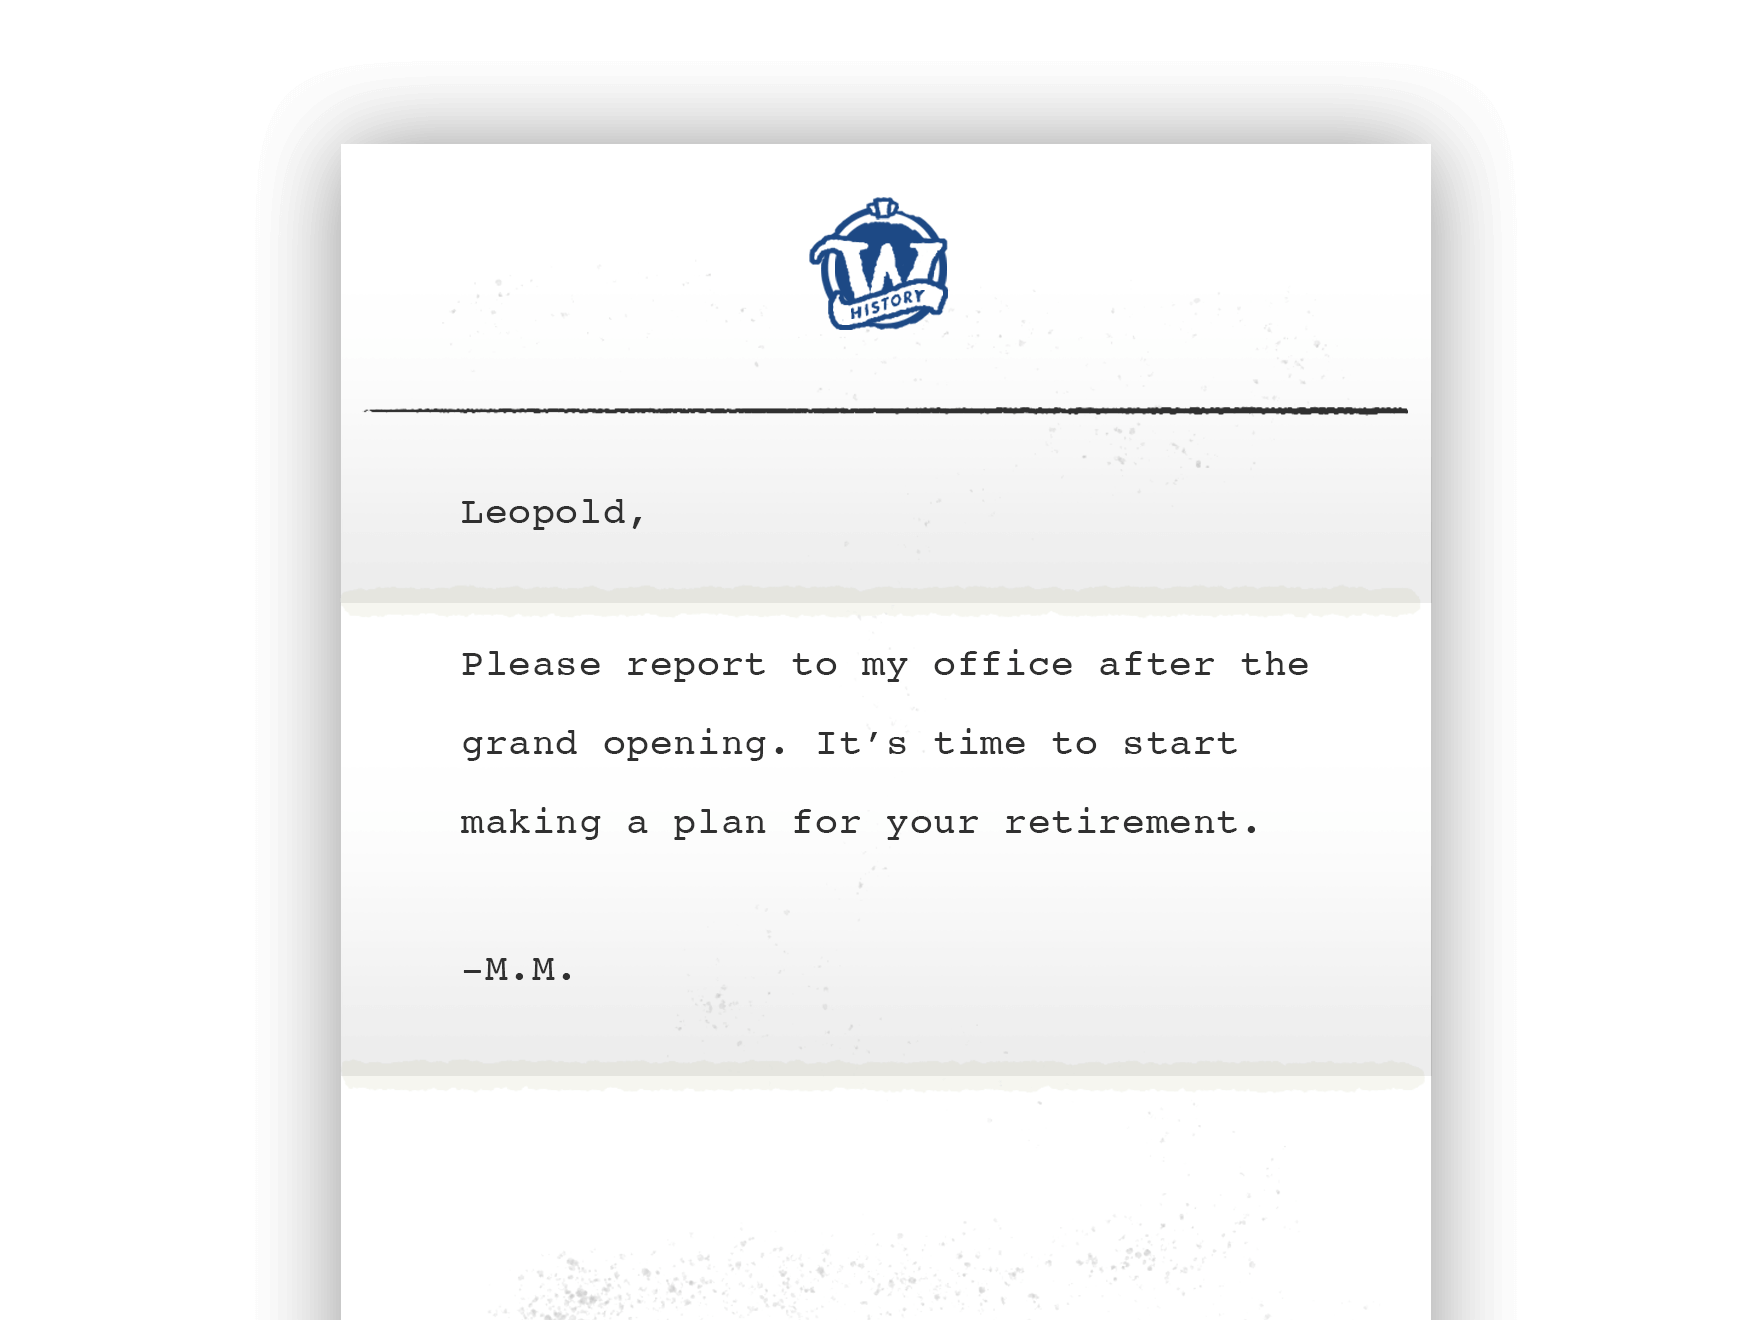 W
HISTORY
Leopold,
Please report to my office after the
grand opening. It’s time to start
making a plan for your retirement.
–M.M.